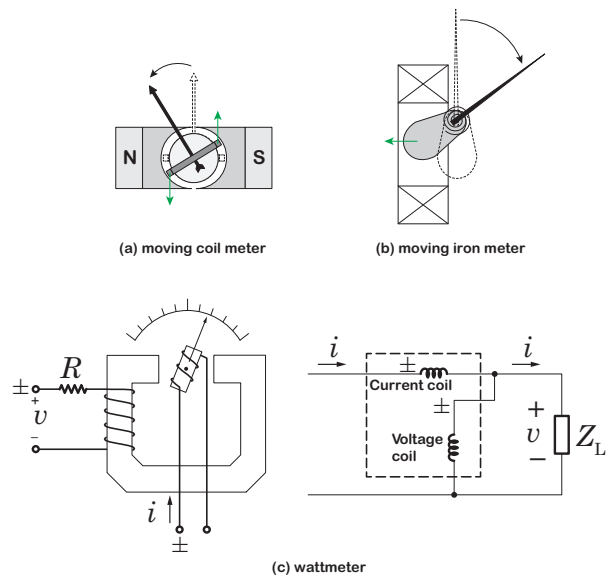 N
S
(a) moving coil meter
(b) moving iron meter
±
R
+
v
−
i
±
i
i
±
Current coil
±
Voltage
coil
+
v
−
Z_L
(c) wattmeter